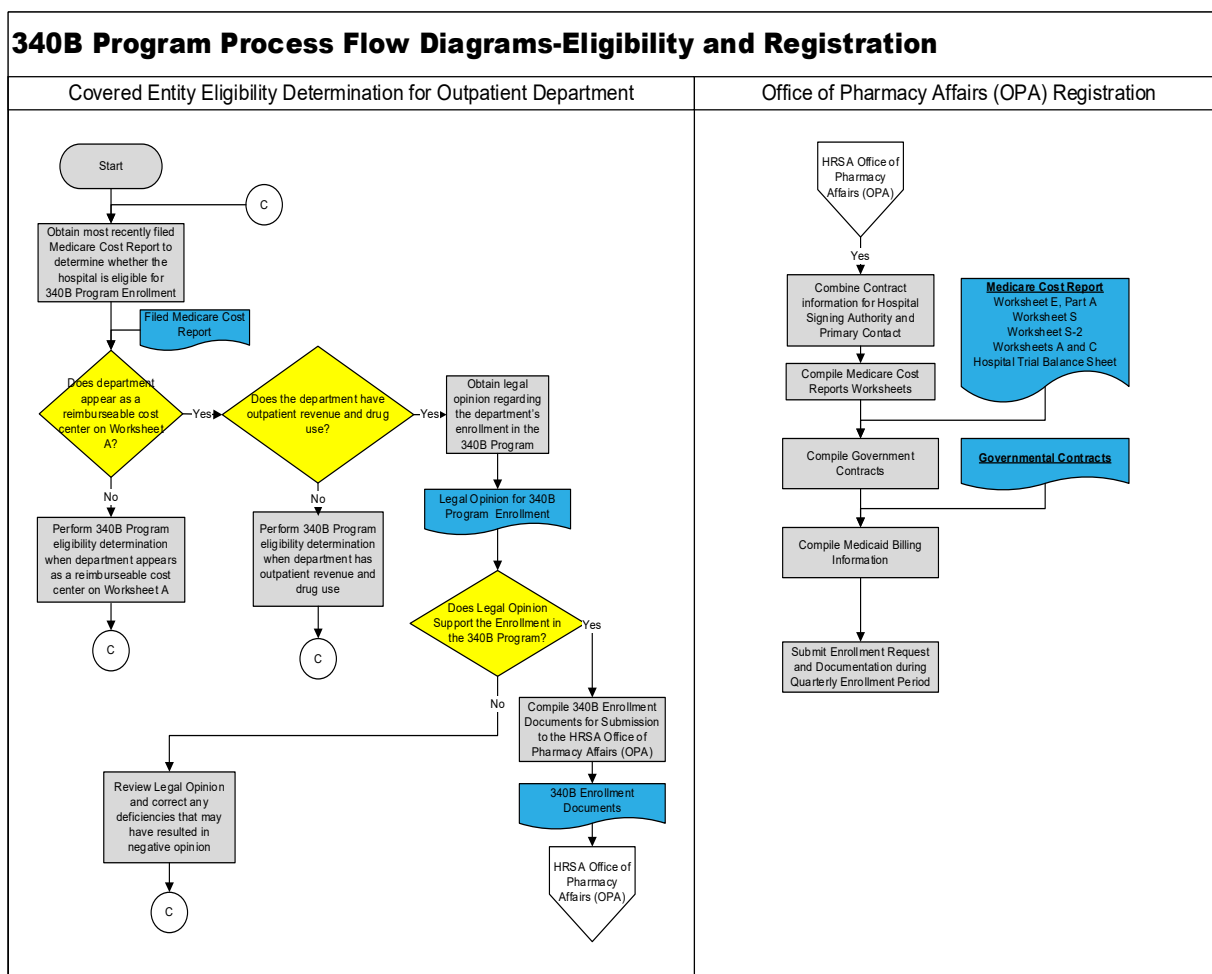 340B Program Process Flow Diagrams-Eligibility and Registration
Covered Entity Eligibility Determination for Outpatient Department
Start
C
Obtain most recently filed
Medicare Cost Report to
determine whether the
hospital is eligible for
340B Program Enrollment
Filed Medicare Cost
Report
Does department
appear as a
reimburseable cost
center on Worksheet
A?
Yes
Does the department have
outpatient revenue and drug
use?
Yes
Obtain legal
opinion regarding
the department's
enrollment in the
340B Program
No
No
Legal Opinion for 340B
Program Enrollment
Perform 340B Program
eligibility determination
when department appears
as a reimburseable cost
center on Worksheet A
Perform 340B Program
eligibility determination
when department has
outpatient revenue and
drug use
C
C
Does Legal Opinion
Support the Enrollment in
the 340B Program?
Yes
No
Compile 340B Enrollment
Documents for Submission
to the HRSA Office of
Pharmacy Affairs (OPA)
Review Legal Opinion
and correct any
deficiencies that may
have resulted in
negative opinion
340B Enrollment
Documents
C
HRSA Office of
Pharmacy
Affairs (OPA)
Office of Pharmacy Affairs (OPA) Registration
HRSA Office of
Pharmacy
Affairs (OPA)
Yes
Combine Contract
information for Hospital
Signing Authority and
Primary Contact
Medicare Cost Report
Worksheet E, Part A
Worksheet S
Worksheet S-2
Worksheets A and C
Hospital Trial Balance Sheet
Compile Medicare Cost
Reports Worksheets
Compile Government
Contracts
Governmental Contracts
Compile Medicaid Billing
Information
Submit Enrollment Request
and Documentation during
Quarterly Enrollment Period